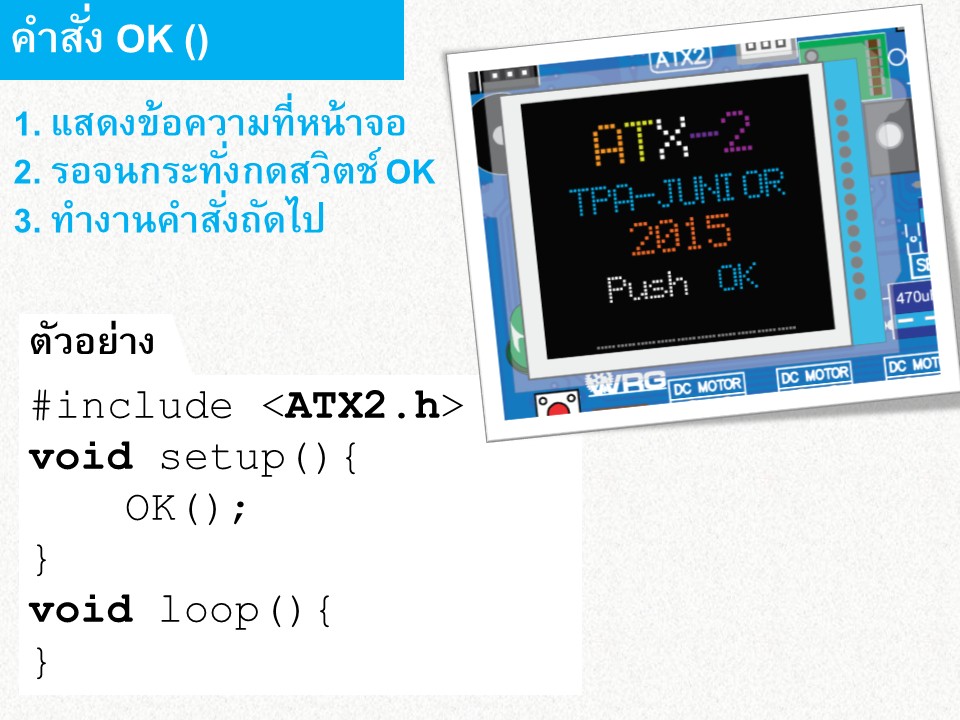 คำสั่ง OK ()
1. แสดงข้อความที่หน้าจอ
2. รอจนกระทั่งกดสวิตช์ OK
3. ทำงานคำสั่งถัดไป
ATX2
ATX-2
TPA-JUNIOR
2015
Push OK
470u
WRG
DC MOTOR
DC MOTOR
DC MOT
ตัวอย่าง
#include <ATX2.h>
void setup(){
OK();
}
void loop(){
}